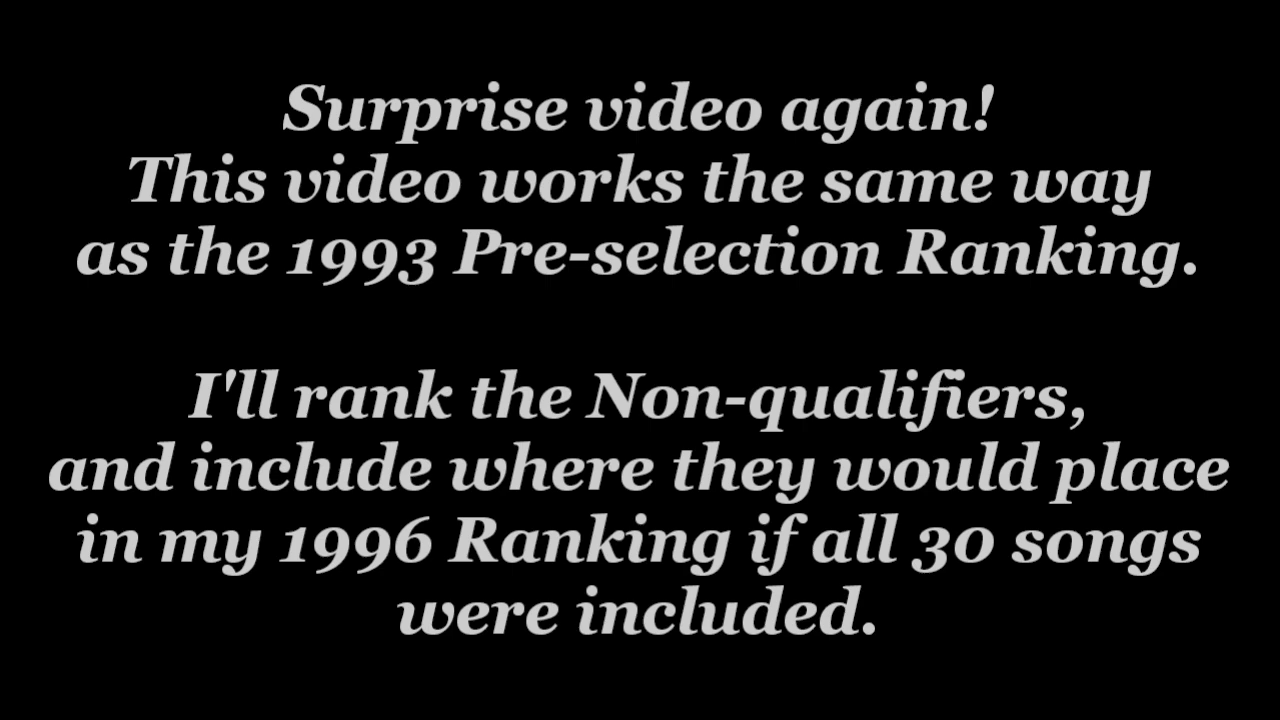 Surprise video again!
This video works the same way
as the 1993 Pre-selection Ranking.
I'll rank the Non-qualifiers,
and include where they would place
in my 1996 Ranking if all 30 songs
were included.